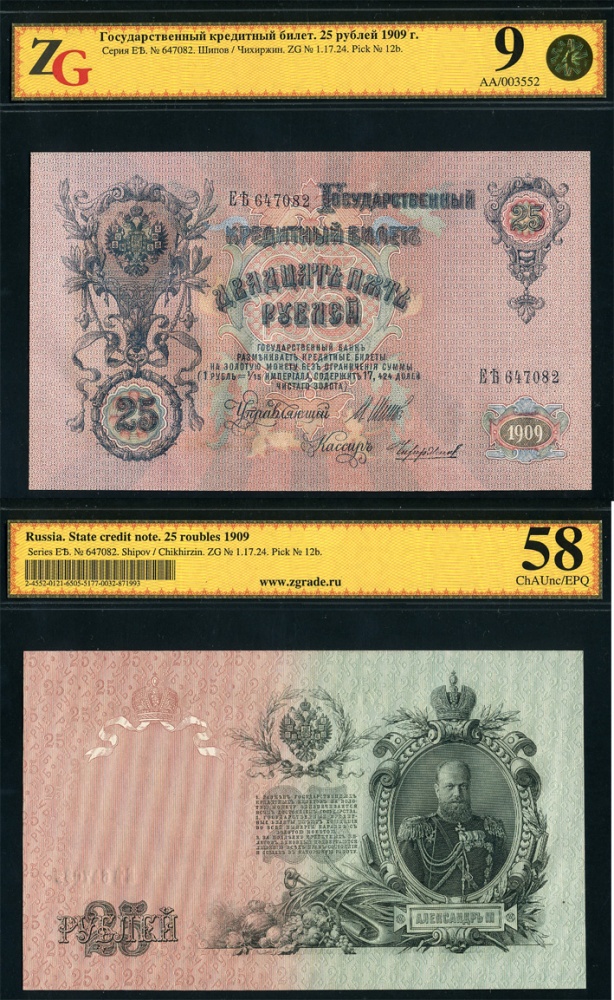 ZG
Государственный кредитный билет. 25 рублей 1909 г.
Серия ЕѢ. № 647082. Шипов / Чихиржин. ZG № 1.17.24. Pick № 12b.
9
АА/003552
ЕѢ 647082 Государственный
кредитный билетъ
25
двадцать пять
рублей
ГОСУДАРСТВЕННЫЙ БАНКЪ
РАЗМѢНИВАЕТЪ КРЕДИТНЫЕ БИЛЕТЫ
НА ЗОЛОТУЮ МОНЕТУ БЕЗЪ ОГРАНИЧЕНІЯ СУММЫ
(1 РУБЛЬ = 1/15 ИМПЕРІАЛА, СОДЕРЖИТЪ 17,424 ДОЛЕЙ
ЧИСТАГО ЗОЛОТА)
ЕѢ 647082
25
Управляющій
1909
Кассиръ
Russia. State credit note. 25 roubles 1909
Series ЕѢ. № 647082. Shipov / Chikhirzin. ZG № 1.17.24. Pick № 12b.
2-4552-0121-6505-5177-0032-871993
www.zgrade.ru
58
ChAUnc/EPQ
25
РУБЛЕЙ
АЛЕКСАНДРЪ III